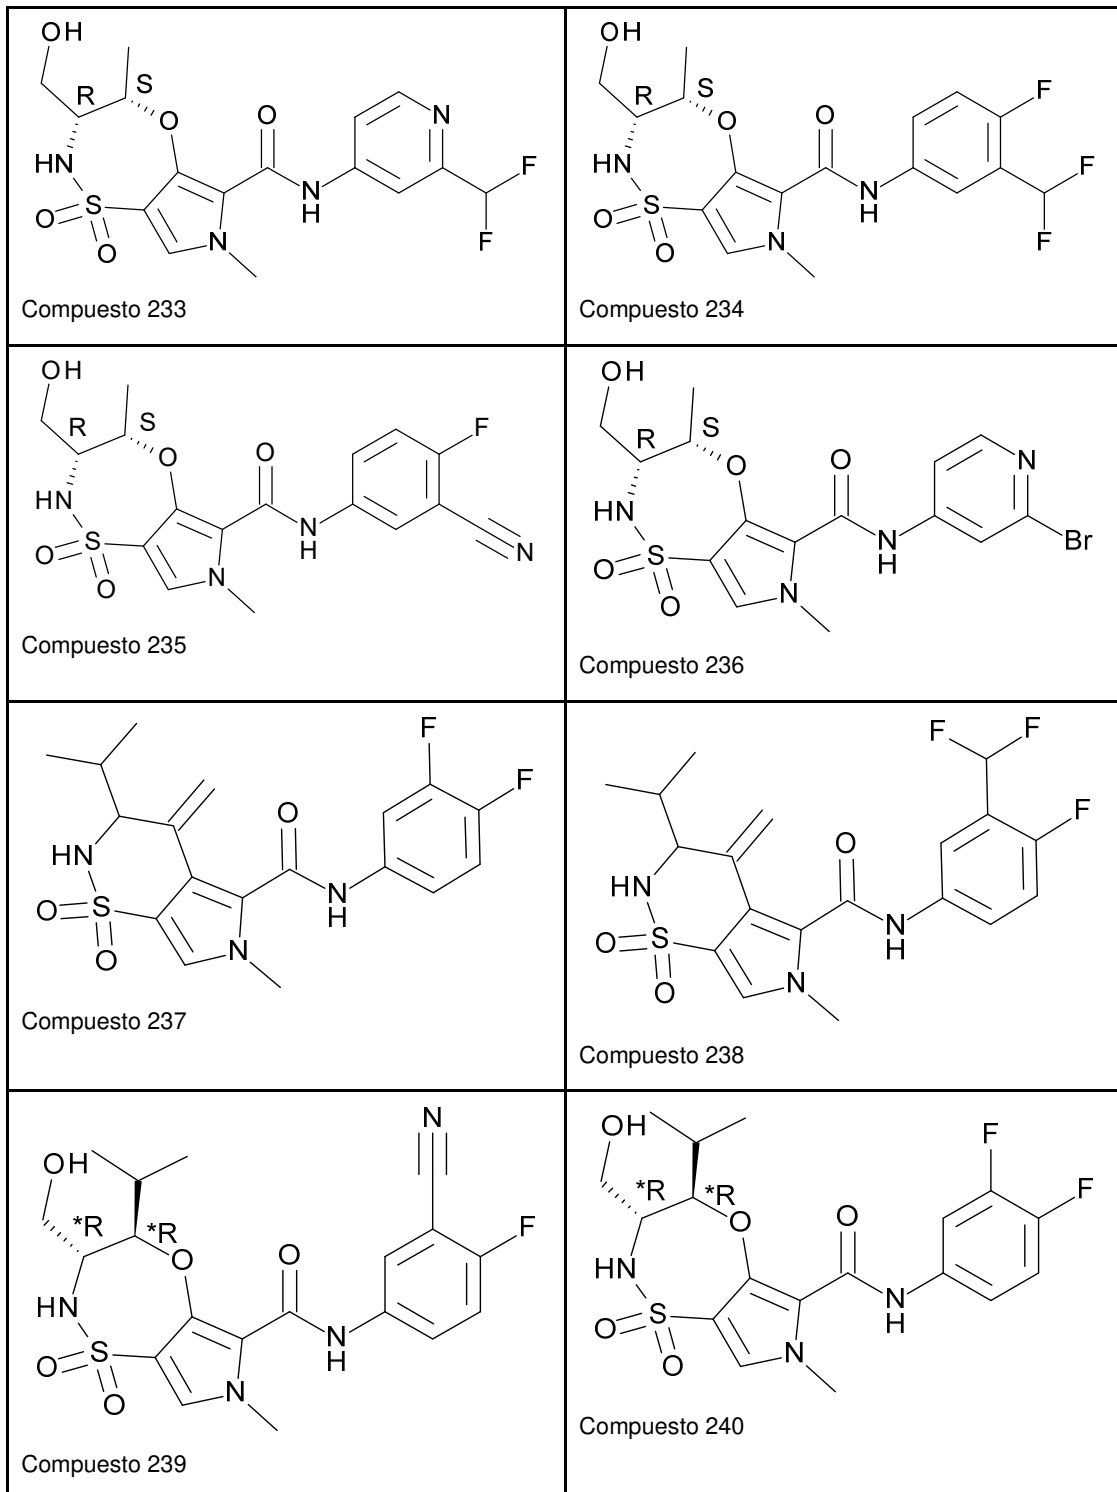 OH
R
S
O
O
HN
N
N
H
F
F
S
O
O
N
Compuesto 233
OH
R
S
O
O
HN
N
H
F
F
F
S
O
O
N
Compuesto 234
OH
R
S
O
O
HN
N
H
F
N
S
O
O
N
Compuesto 235
OH
R
S
O
O
HN
N
H
N
Br
S
O
O
N
Compuesto 236
F
F
O
HN
N
H
S
O
O
N
Compuesto 237
F
F
F
O
HN
N
H
S
O
O
N
Compuesto 238
N
OH
*R
*R
O
O
F
HN
N
H
S
O
O
N
Compuesto 239
OH
*R
*R
O
O
F
F
HN
N
H
S
O
O
N
Compuesto 240